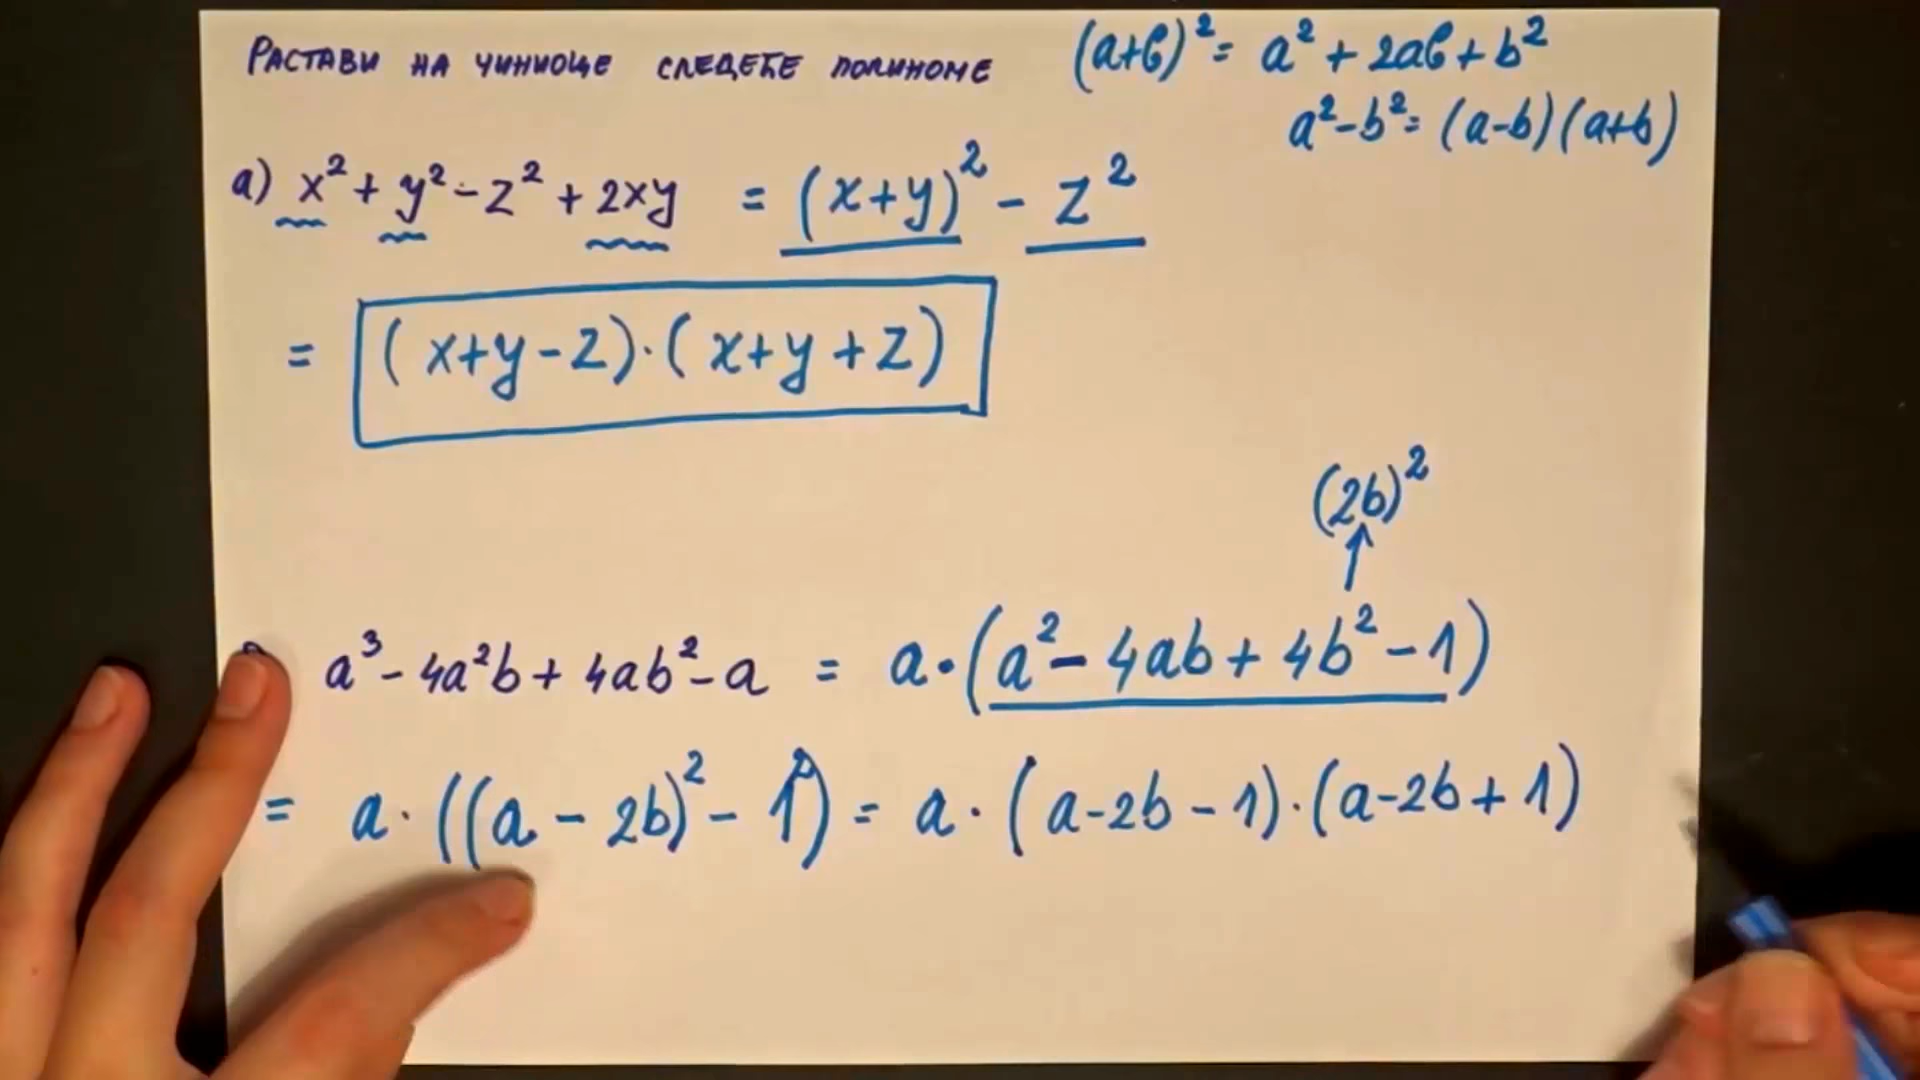 Растави на чиниоце следеће полиноме
(a+b)² = a² + 2ab + b²
a² - b² = (a-b)(a+b)
а) x² + y² - z² + 2xy = (x+y)² - z²
= (x+y-z)·(x+y+z)
(2b)²
a³ - 4a²b + 4ab² - a = a·(a² - 4ab + 4b² - 1)
= a·((a - 2b)² - 1²) = a·(a-2b-1)·(a-2b+1)